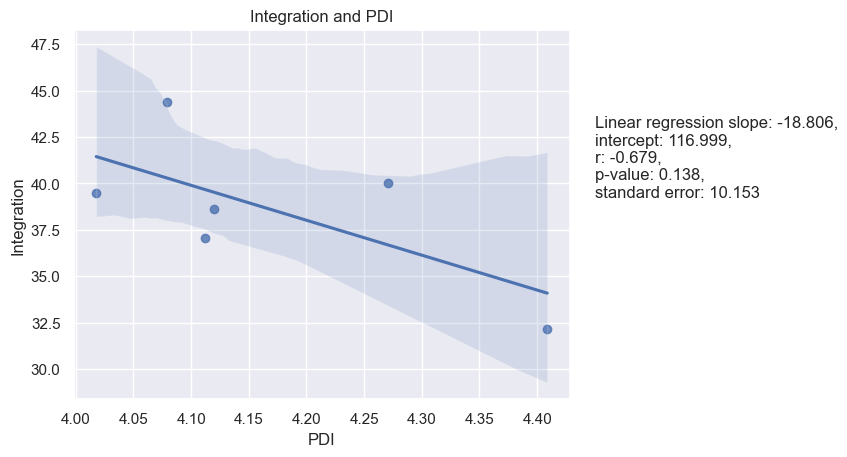 Integration and PDI
47.5
45.0
42.5
40.0
37.5
35.0
32.5
30.0
Integration
4.00 4.05 4.10 4.15 4.20 4.25 4.30 4.35 4.40
PDI
Linear regression slope: -18.806,
intercept: 116.999,
r: -0.679,
p-value: 0.138,
standard error: 10.153